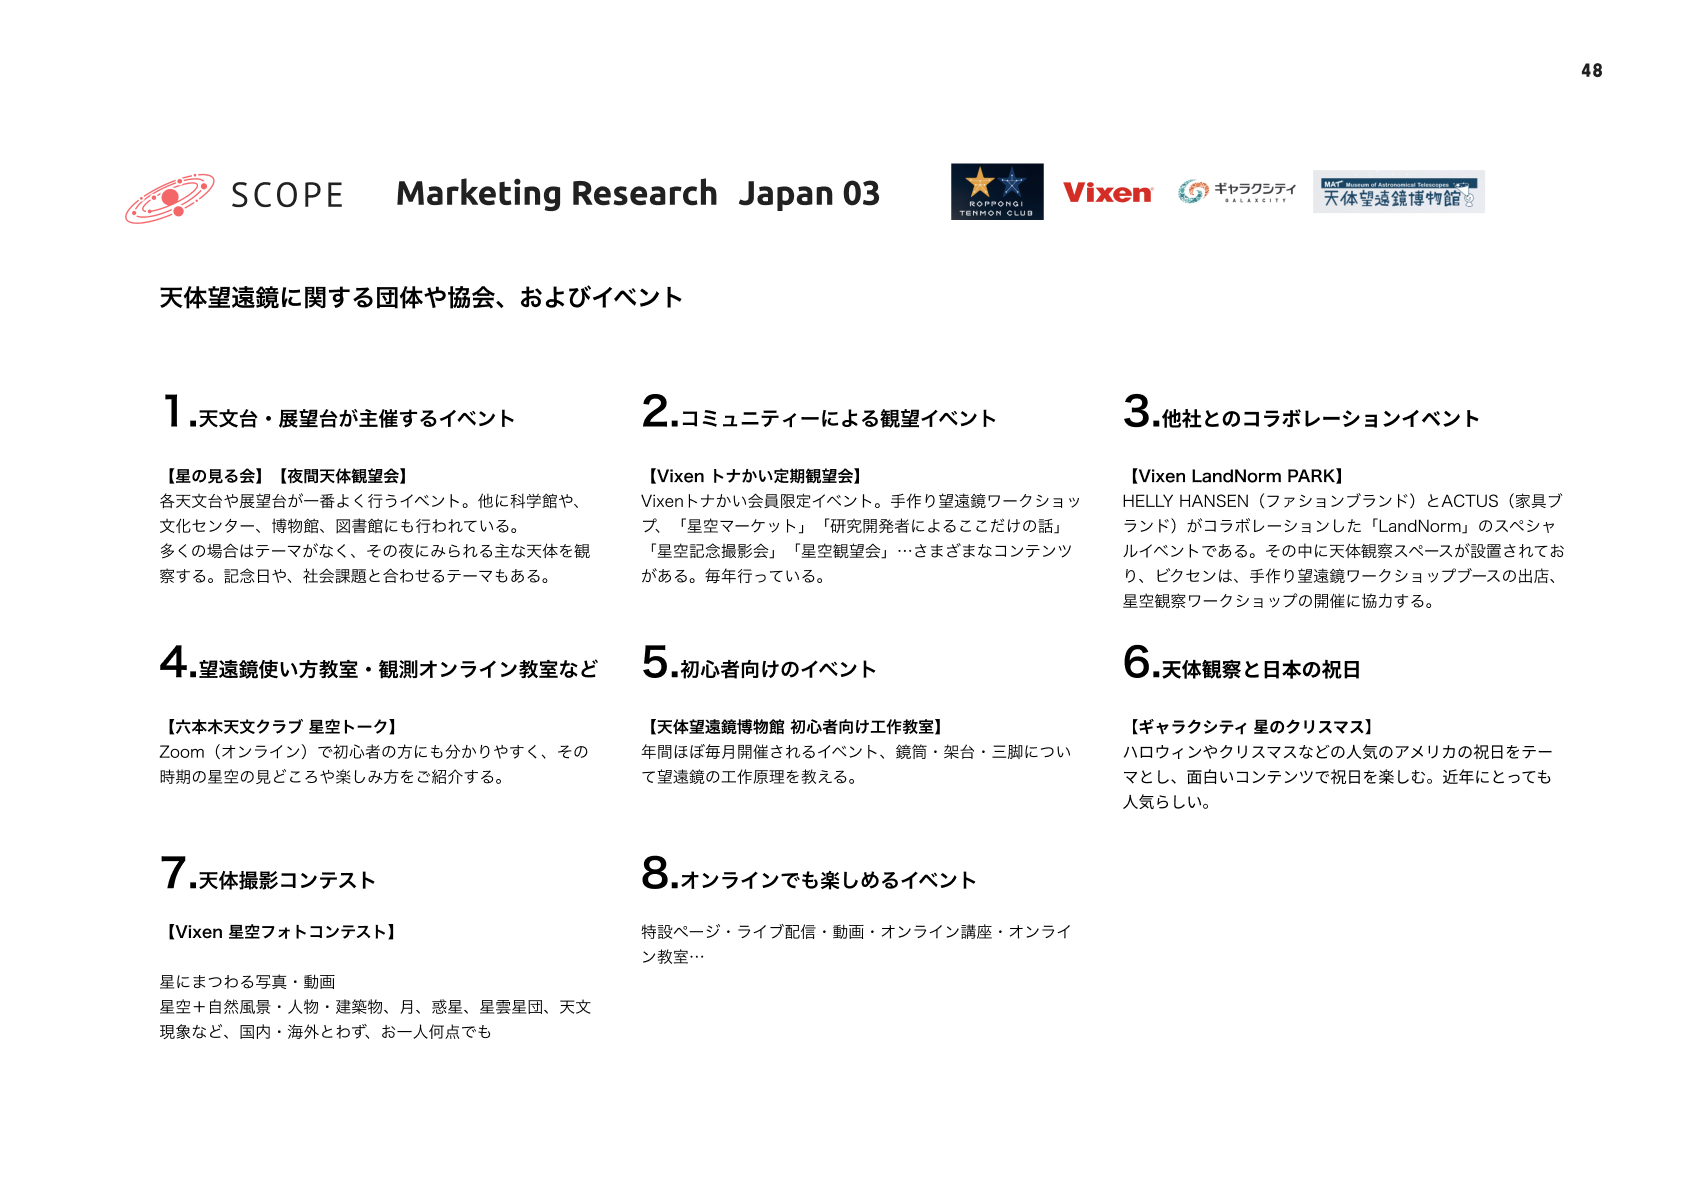 48
SCOPE
Marketing Research Japan 03
ROPPONGI
TENMON CLUB
Vixen
ギャラクシティ
GALAXCITY
MAT Museum of Astronomical Telescopes
天体望遠鏡博物館
天体望遠鏡に関する団体や協会、およびイベント
1.天文台・展望台が主催するイベント
【星の見る会】【夜間天体観望会】
各天文台や展望台が一番よく行うイベント。他に科学館や、
文化センター、博物館、図書館にも行われている。
多くの場合はテーマがなく、その夜にみられる主な天体を観
察する。記念日や、社会課題と合わせるテーマもある。
2.コミュニティーによる観望イベント
【Vixen トナかい定期観望会】
Vixenトナかい会員限定イベント。手作り望遠鏡ワークショッ
プ、「星空マーケット」「研究開発者によるここだけの話」
「星空記念撮影会」「星空観望会」…さまざまなコンテンツ
がある。毎年行っている。
3.他社とのコラボレーションイベント
【Vixen LandNorm PARK】
HELLY HANSEN（ファションブランド）とACTUS（家具ブ
ランド）がコラボレーションした「LandNorm」のスペシャ
ルイベントである。その中に天体観察スペースが設置されてお
り、ビクセンは、手作り望遠鏡ワークショップブースの出店、
星空観察ワークショップの開催に協力する。
4.望遠鏡使い方教室・観測オンライン教室など
【六本木天文クラブ 星空トーク】
Zoom（オンライン）で初心者の方にも分かりやすく、その
時期の星空の見どころや楽しみ方をご紹介する。
5.初心者向けのイベント
【天体望遠鏡博物館 初心者向け工作教室】
年間ほぼ毎月開催されるイベント、鏡筒・架台・三脚につい
て望遠鏡の工作原理を教える。
6.天体観察と日本の祝日
【ギャラクシティ 星のクリスマス】
ハロウィンやクリスマスなどの人気のアメリカの祝日をテー
マとし、面白いコンテンツで祝日を楽しむ。近年にとっても
人気らしい。
7.天体撮影コンテスト
【Vixen 星空フォトコンテスト】
星にまつわる写真・動画
星空＋自然風景・人物・建築物、月、惑星、星雲星団、天文
現象など、国内・海外とわず、お一人何点でも
8.オンラインでも楽しめるイベント
特設ページ・ライブ配信・動画・オンライン講座・オンライ
ン教室…